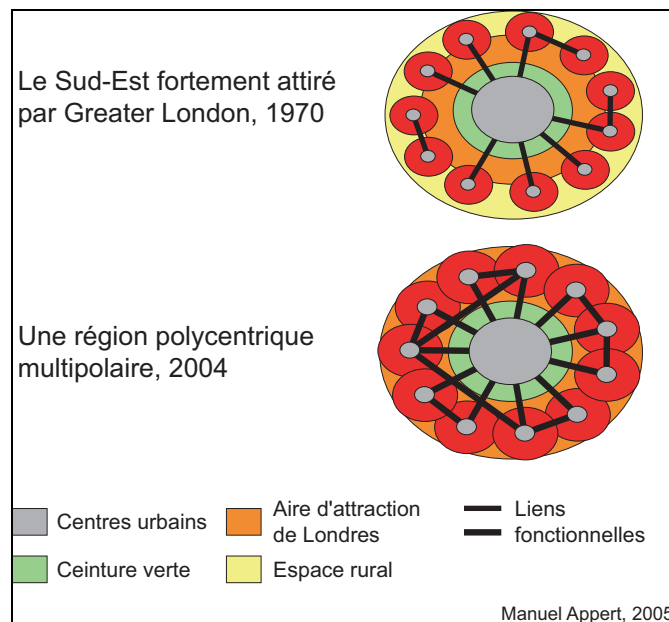 Le Sud-Est fortement attiré
par Greater London, 1970
Une région polycentrique
multipolaire, 2004
Centres urbains
Aire d'attraction
de Londres
Liens
fonctionnelles
Ceinture verte
Espace rural
Manuel Appert, 2005